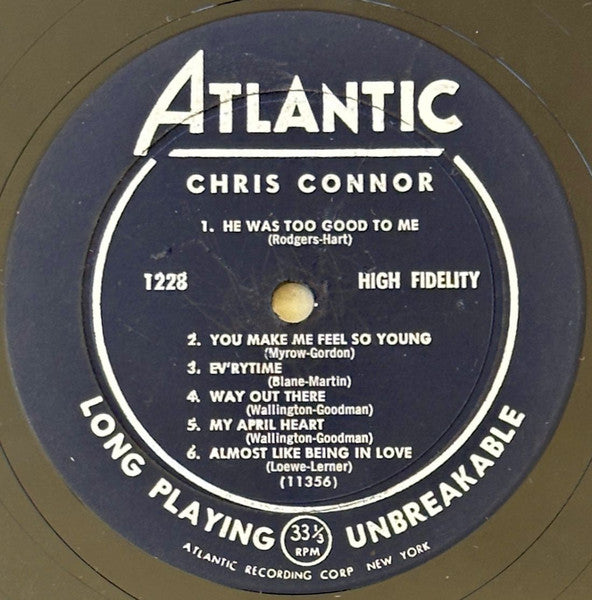 ATLANTIC
CHRIS CONNOR
1. HE WAS TOO GOOD TO ME
(Rodgers-Hart)
1228
HIGH FIDELITY
2. YOU MAKE ME FEEL SO YOUNG
(Myrow-Gordon)
3. EV'RYTIME
(Blane-Martin)
4. WAY OUT THERE
(Wallington-Goodman)
5. MY APRIL HEART
(Wallington-Goodman)
6. ALMOST LIKE BEING IN LOVE
(Loewe-Lerner)
(11356)
LONG PLAYING 33⅓ RPM UNBREAKABLE
ATLANTIC RECORDING CORP NEW YORK